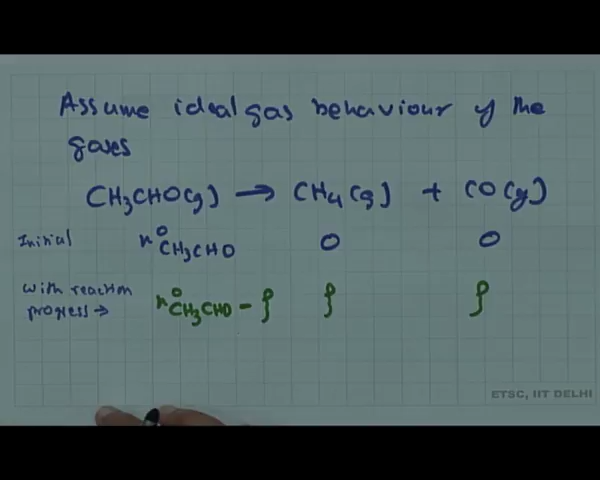 Assume ideal gas behaviour of the
gases
CH₃CHO(g) → CH₄(g) + CO(g)
Initial n°CH₃CHO 0 0
with reaction
progress → n°CH₃CHO - ξ ξ ξ
ETSC, IIT DELHI